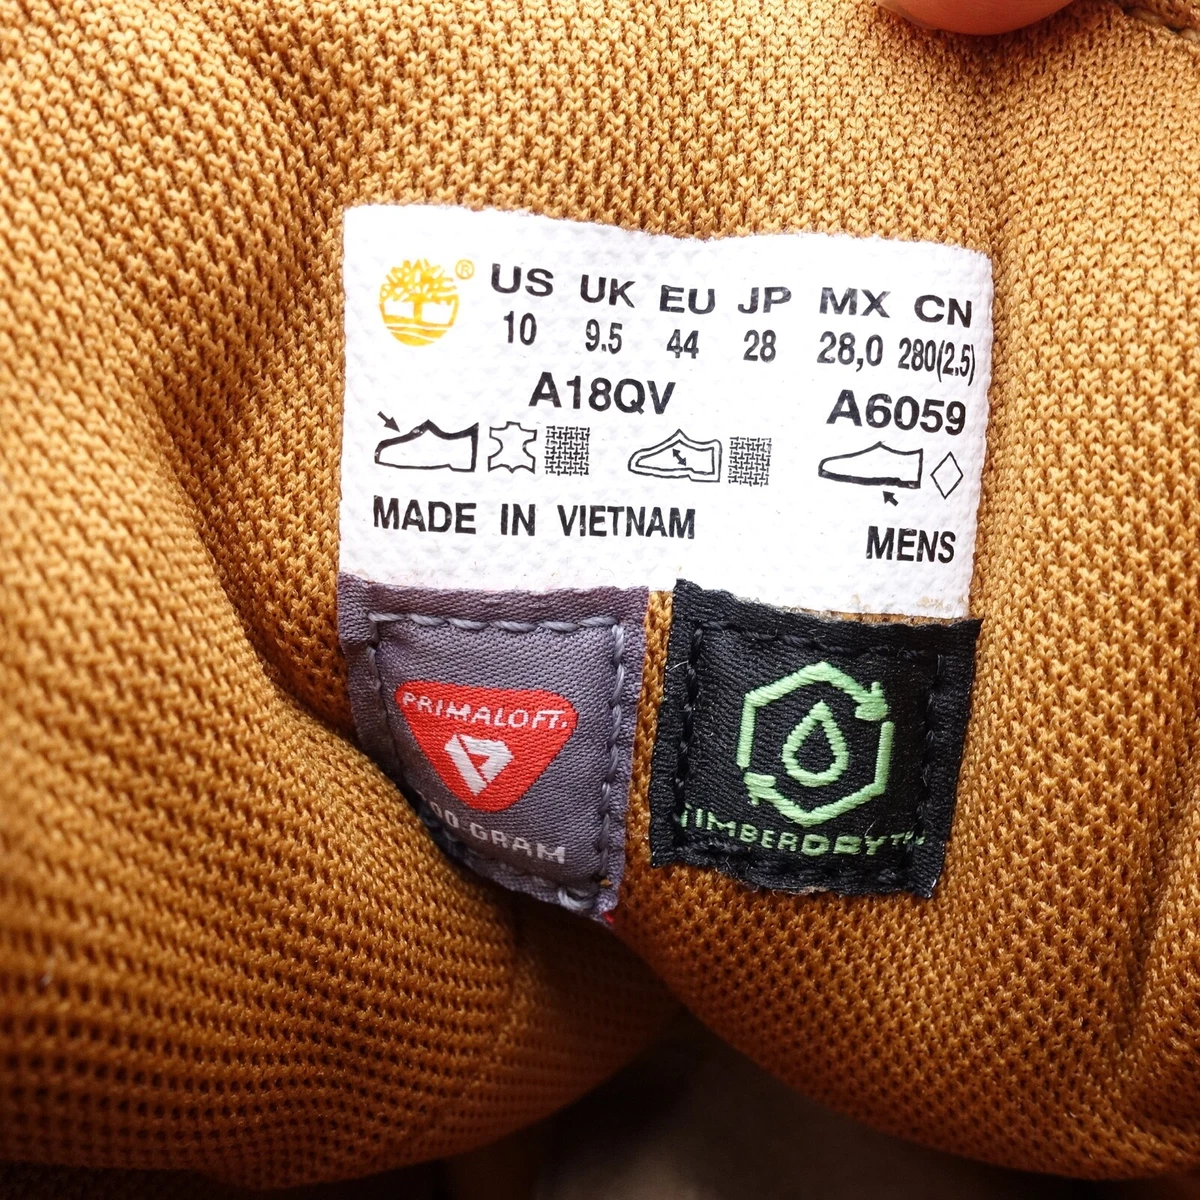 ® US UK EU JP MX CN
10 9.5 44 28 28,0 280(2.5)
A18QV A6059
MADE IN VIETNAM
MENS
PRIMALOFT®
GRAM
TIMBERDRY™